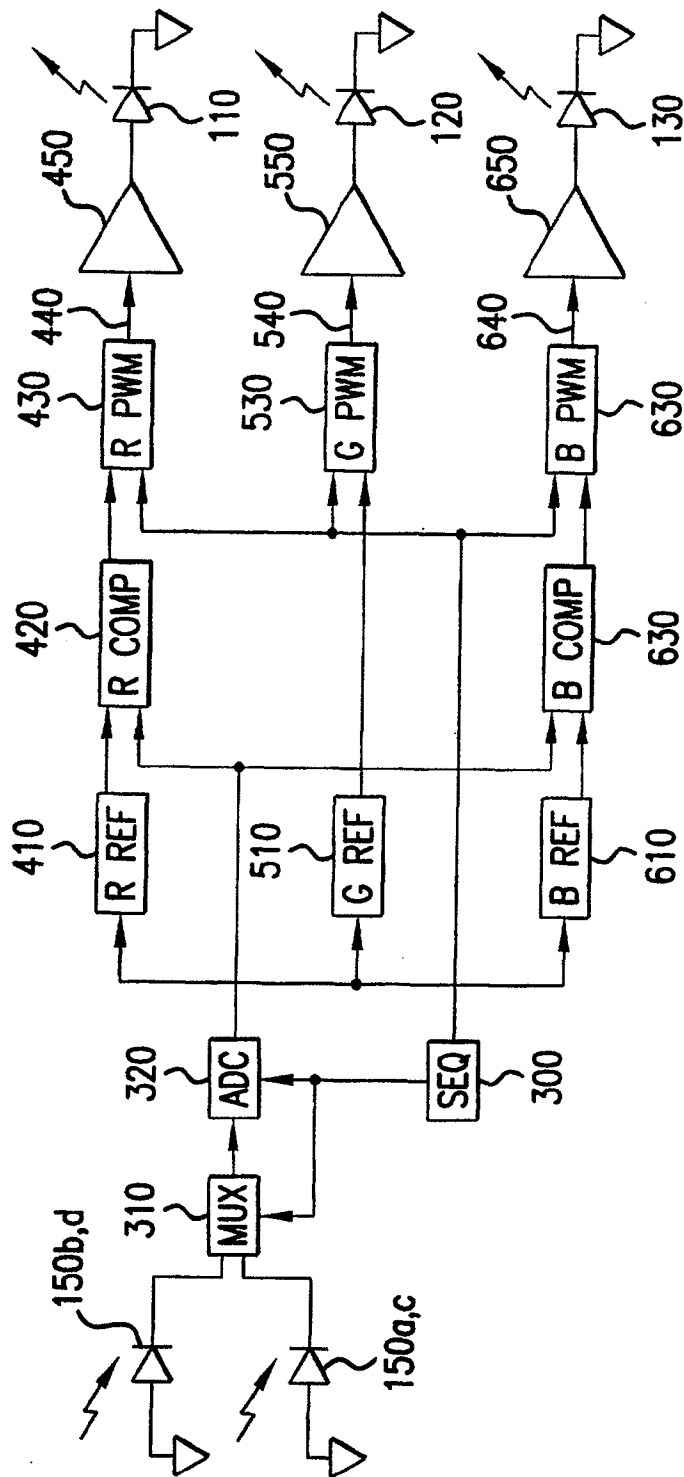 450
110
430
440
R PWM
420
R COMP
410
R REF
550
120
530
540
G PWM
510
G REF
650
130
640
B PWM
630
B COMP
630
B REF
610
320
ADC
SEQ
300
310
MUX
150b,d
150a,c